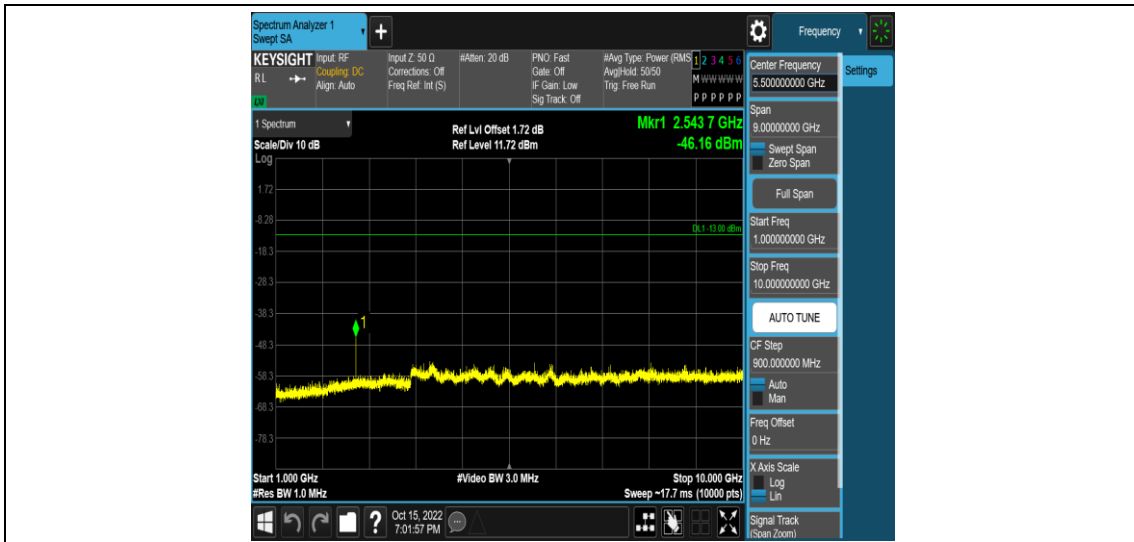 Spectrum Analyzer 1
Swept SA
+
Frequency
KEYSIGHT
RL
LXI
Input: RF
Coupling: DC
Align: Auto
Input Z: 50 Ω
Corrections: Off
Freq Ref: Int (S)
#Atten: 20 dB
PNO: Fast
Gate: Off
IF Gain: Low
Sig Track: Off
#Avg Type: Power (RMS
Avg|Hold: 50/50
Trig: Free Run
1 2 3 4 5 6
M W W W W W
P P P P P P
1 Spectrum
Scale/Div 10 dB
Log
Ref Lvl Offset 1.72 dB
Ref Level 11.72 dBm
Mkr1 2.543 7 GHz
-46.16 dBm
1.72
-8.28
DL1 -13.00 dBm
-18.3
-28.3
-38.3
1
-48.3
-58.3
-68.3
-78.3
Start 1.000 GHz
#Video BW 3.0 MHz
Stop 10.000 GHz
#Res BW 1.0 MHz
Sweep ~17.7 ms (10000 pts)
?
Oct 15, 2022
7:01:57 PM
Center Frequency
5.500000000 GHz
Settings
Span
9.00000000 GHz
Swept Span
Zero Span
Full Span
Start Freq
1.000000000 GHz
Stop Freq
10.000000000 GHz
AUTO TUNE
CF Step
900.000000 MHz
Auto
Man
Freq Offset
0 Hz
X Axis Scale
Log
Lin
Signal Track
(Span Zoom)